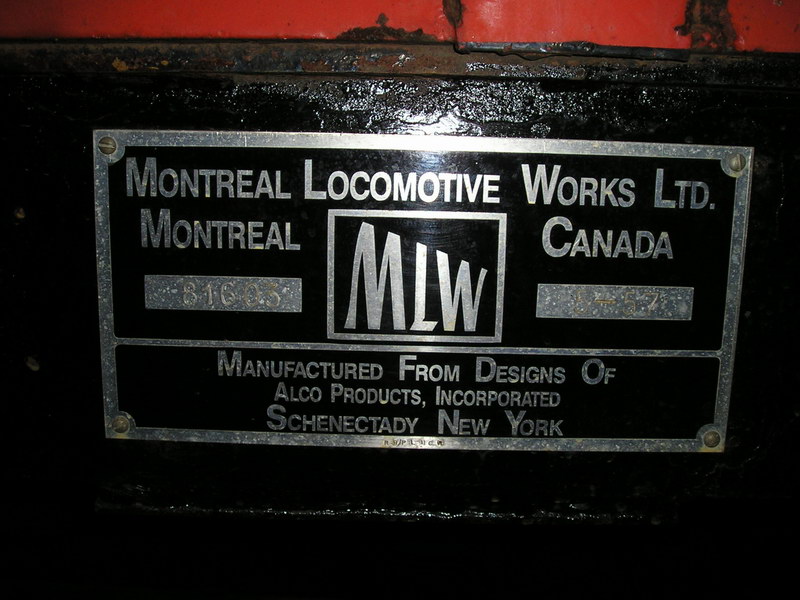 MONTREAL LOCOMOTIVE WORKS LTD.
MONTREAL CANADA
MLW
81603
MANUFACTURED FROM DESIGNS OF
ALCO PRODUCTS, INCORPORATED
SCHENECTADY NEW YORK